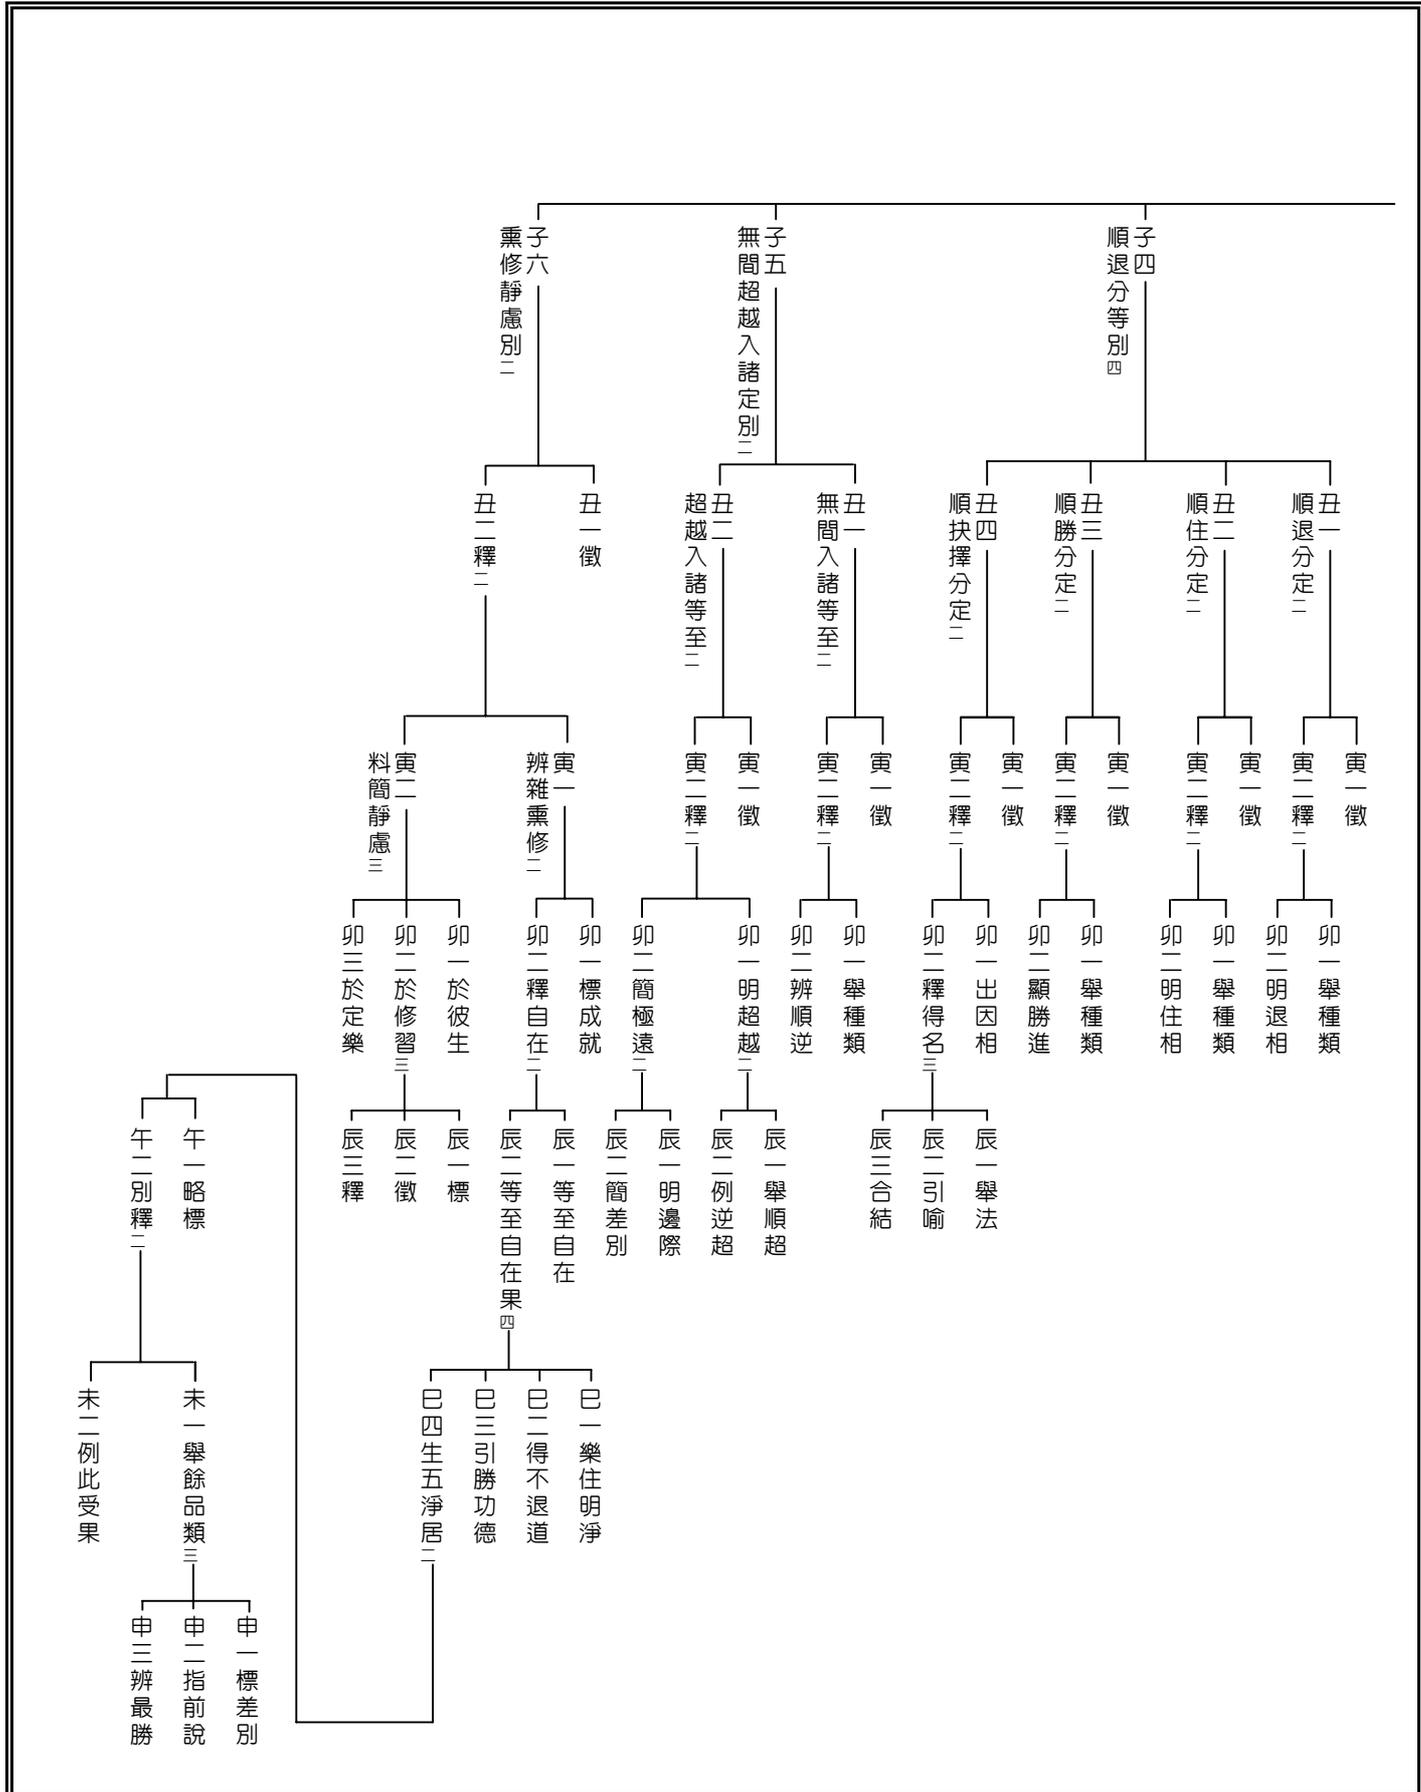 子四
順退分等別四
子五
無間超越入諸定別二
子六
熏修靜慮別二
丑一
順退分定二
丑二
順住分定二
丑三
順勝分定二
丑四
順抉擇分定二
丑一
無間入諸等至二
丑二
超越入諸等至二
丑一徵
丑二釋二
寅一徵
寅二釋二
寅一徵
寅二釋二
寅一徵
寅二釋二
寅一徵
寅二釋二
寅一徵
寅二釋二
寅一徵
寅二釋二
寅一
辨雜熏修二
寅二
料簡靜慮三
卯一舉種類
卯二明退相
卯一舉種類
卯二明住相
卯一舉種類
卯二顯勝進
卯一出因相
卯二釋得名三
卯一舉種類
卯二辨順逆
卯一明超越二
卯二簡極遠二
卯一標成就
卯二釋自在二
卯一於彼生
卯二於修習三
卯三於定樂
辰一舉法
辰二引喻
辰三合結
辰一舉順超
辰二例逆超
辰一明邊際
辰二簡差別
辰一等至自在
辰二等至自在果四
辰一標
辰二徵
辰三釋
巳一樂住明淨
巳二得不退道
巳三引勝功德
巳四生五淨居二
午一略標
午二別釋二
未一舉餘品類三
未二例此受果
申一標差別
申二指前說
申三辨最勝